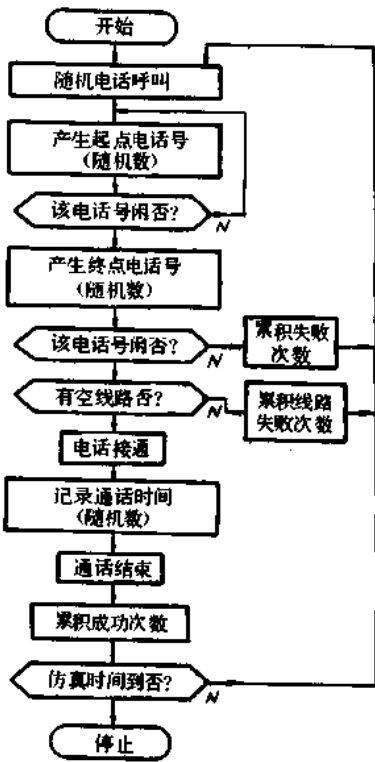 开始
随机电话呼叫
产生起点电话号
(随机数)
该电话号闲否?
N
产生终点电话号
(随机数)
该电话号闲否?
N
累积失败
次数
有空线路否?
N
累积线路
失败次数
电话接通
记录通话时间
(随机数)
通话结束
累积成功次数
仿真时间到否?
N
停止